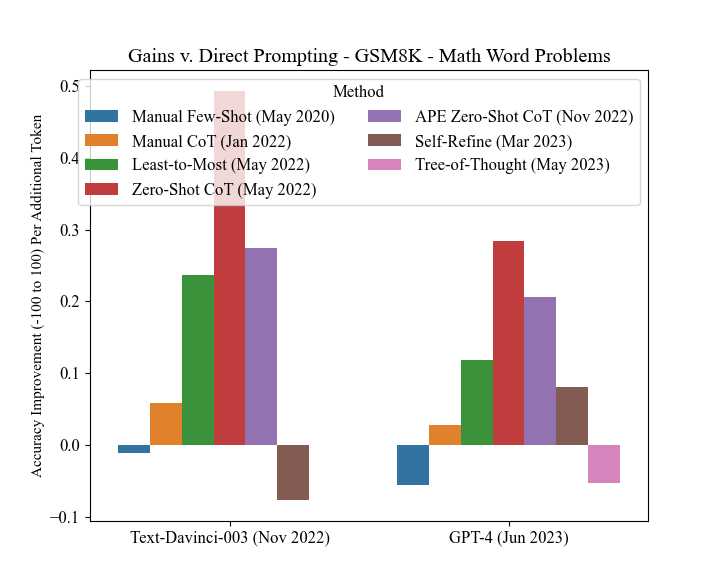 Gains v. Direct Prompting - GSM8K - Math Word Problems
Accuracy Improvement (-100 to 100) Per Additional Token
0.5
0.4
0.3
0.2
0.1
0.0
−0.1
Method
Manual Few-Shot (May 2020)
Manual CoT (Jan 2022)
Least-to-Most (May 2022)
Zero-Shot CoT (May 2022)
APE Zero-Shot CoT (Nov 2022)
Self-Refine (Mar 2023)
Tree-of-Thought (May 2023)
Text-Davinci-003 (Nov 2022)
GPT-4 (Jun 2023)